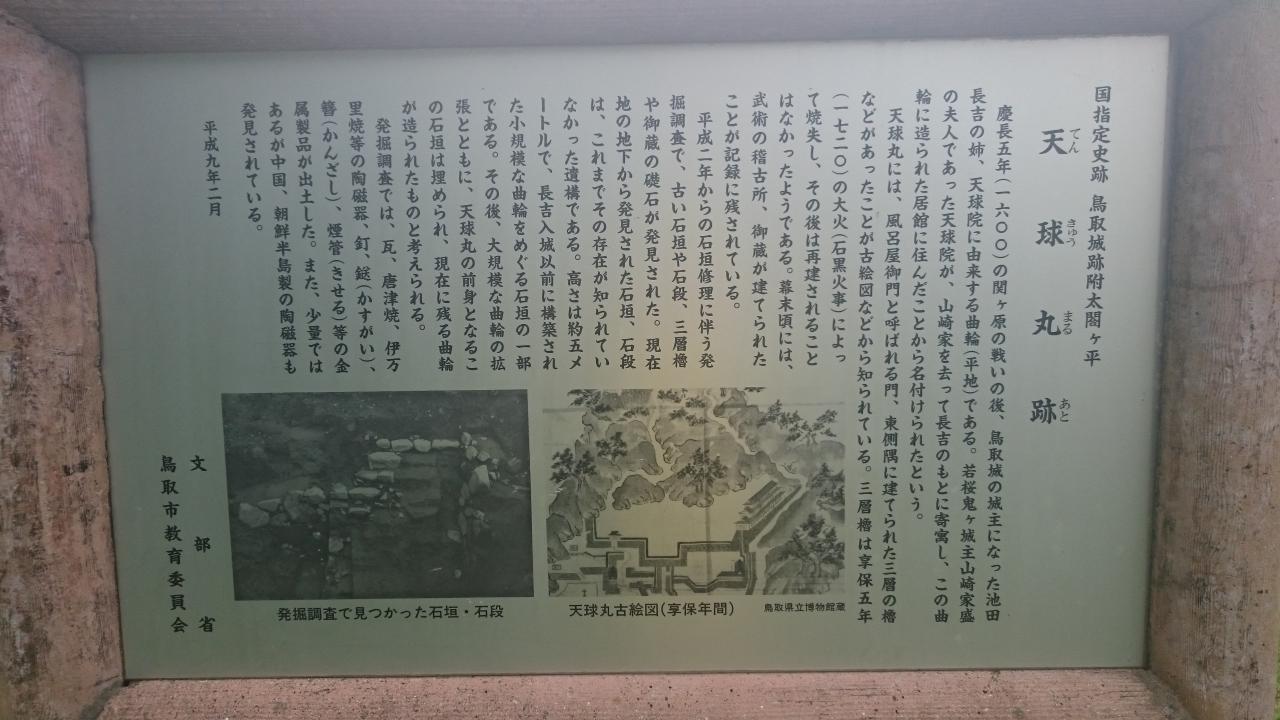 国指定史跡 鳥取城跡附太閤ヶ平
天球丸跡
てん きゅう まる あと
慶長五年(一六〇〇)の関ヶ原の戦いの後、鳥取城の城主になった池田
長吉の姉、天球院に由来する曲輪(平地)である。若桜鬼ヶ城主山崎家盛
の夫人であった天球院が、山崎家を去って長吉のもとに寄寓し、この曲
輪に造られた居館に住んだことから名付けられたという。
天球丸には、風呂屋御門と呼ばれる門、東側隅に建てられた三層の櫓
などがあったことが古絵図などから知られている。三層櫓は享保五年
(一七二〇)の大火(石黒火事)によっ
て焼失し、その後は再建されること
はなかったようである。幕末頃には、
武術の稽古所、御蔵が建てられた
ことが記録に残されている。
平成二年からの石垣修理に伴う発
掘調査で、古い石垣や石段、三層櫓
や御蔵の礎石が発見された。現在
地の地下から発見された石垣、石段
は、これまでその存在が知られてい
なかった遺構である。高さは約五メ
ートルで、長吉入城以前に構築され
た小規模な曲輪をめぐる石垣の一部
である。その後、大規模な曲輪の拡
張とともに、天球丸の前身となるこ
の石垣は埋められ、現在に残る曲輪
が造られたものと考えられる。
発掘調査では、瓦、唐津焼、伊万
里焼等の陶磁器、釘、鎹(かすがい)、
簪(かんざし)、煙管(きせる)等の金
属製品が出土した。また、少量では
あるが中国、朝鮮半島製の陶磁器も
発見されている。
平成九年二月
文部省
鳥取市教育委員会
天球丸古絵図(享保年間)
鳥取県立博物館蔵
発掘調査で見つかった石垣・石段